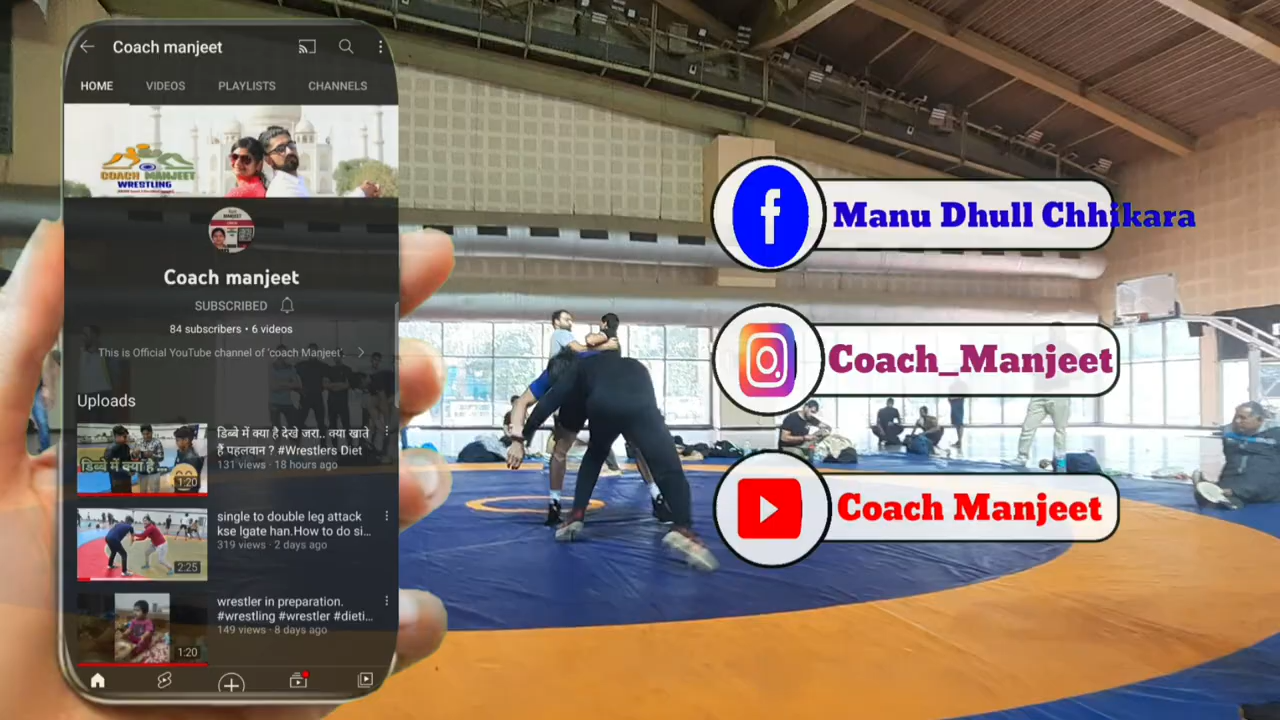 Coach manjeet
HOME VIDEOS PLAYLISTS CHANNELS
COACH MANJEET
WRESTLING
Coach manjeet
SUBSCRIBED
84 subscribers • 6 videos
This is Official YouTube channel of 'coach Manjeet'.
Uploads
डिब्बे में क्या है देखे जरा.. क्या खाते
हैं पहलवान ? #Wrestlers Diet
131 views · 18 hours ago
डिब्बे में क्या है ...
1:20
single to double leg attack
kse lgate han.How to do si...
319 views · 2 days ago
2:25
wrestler in preparation.
#wrestling #wrestler #dieti...
149 views · 8 days ago
1:20
Manu Dhull Chhikara
Coach_Manjeet
Coach Manjeet